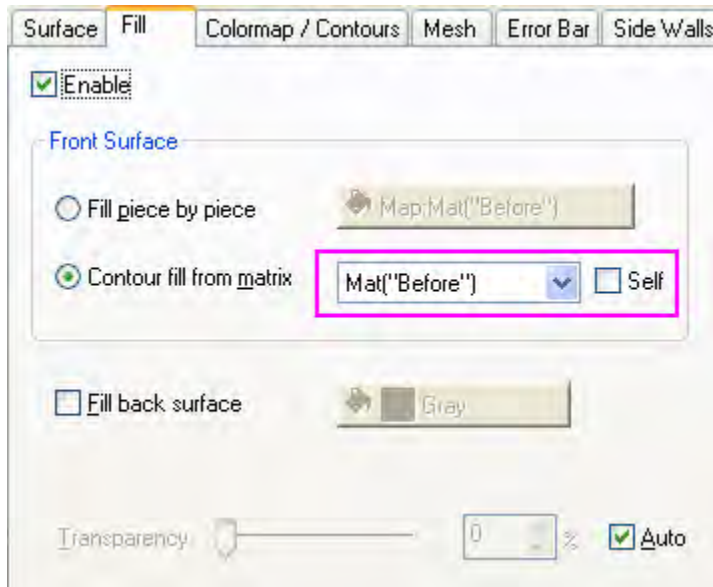 Surface Fill Colormap / Contours Mesh Error Bar Side Walls
Enable
Front Surface
Fill piece by piece Map:Mat("Before")
Contour fill from matrix Mat("Before") Self
Fill back surface Gray
Transparency 0 % Auto